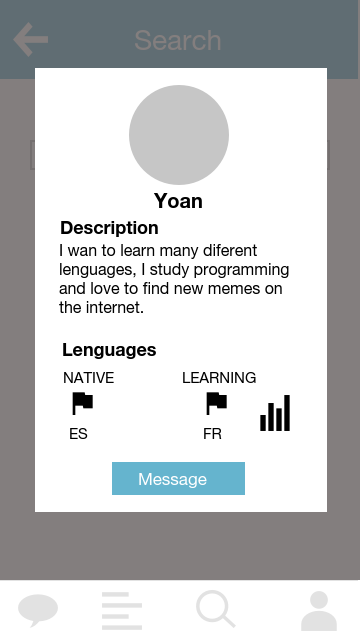 Search
Yoan
Description
I wan to learn many diferent
lenguages, I study programming
and love to find new memes on
the internet.
Lenguages
NATIVE LEARNING
ES FR
Message